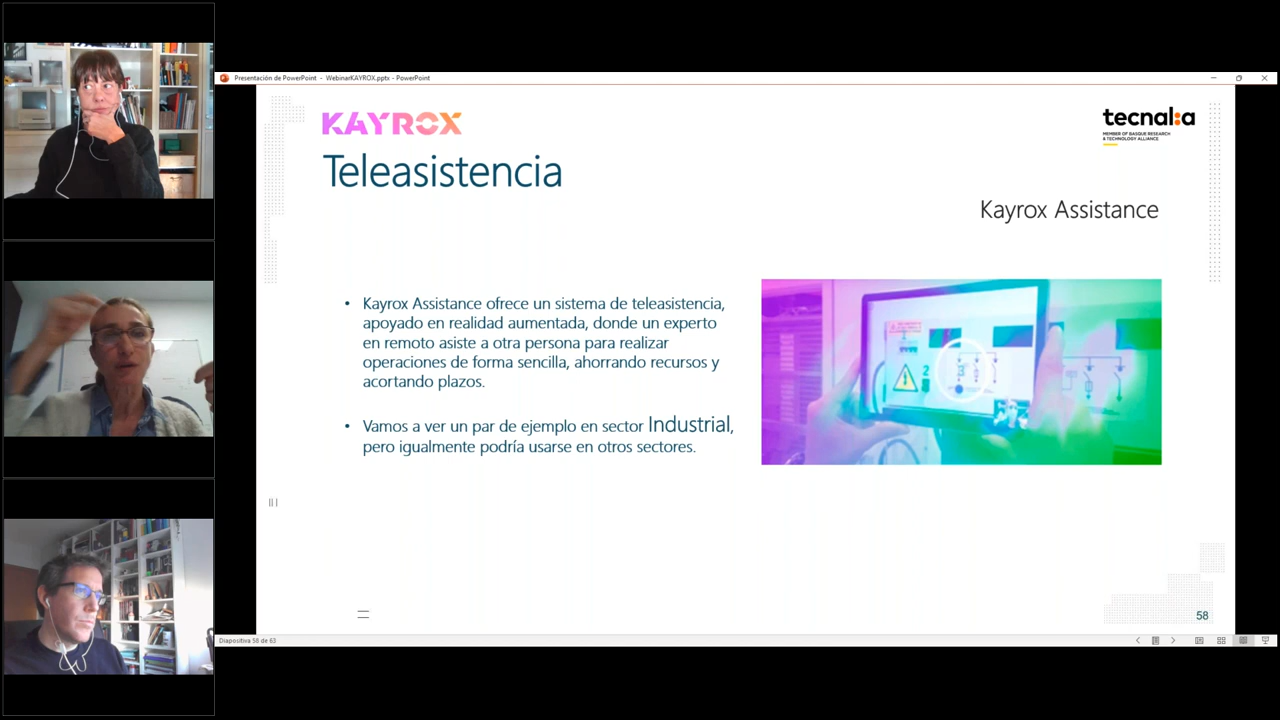 Presentación de PowerPoint - WebinarKAYROX.pptx - PowerPoint
KAYROX
tecnal:a
MEMBER OF BASQUE RESEARCH
& TECHNOLOGY ALLIANCE
Teleasistencia
Kayrox Assistance
• Kayrox Assistance ofrece un sistema de teleasistencia,
apoyado en realidad aumentada, donde un experto
en remoto asiste a otra persona para realizar
operaciones de forma sencilla, ahorrando recursos y
acortando plazos.
• Vamos a ver un par de ejemplo en sector Industrial,
pero igualmente podría usarse en otros sectores.
58
Diapositiva 58 de 63